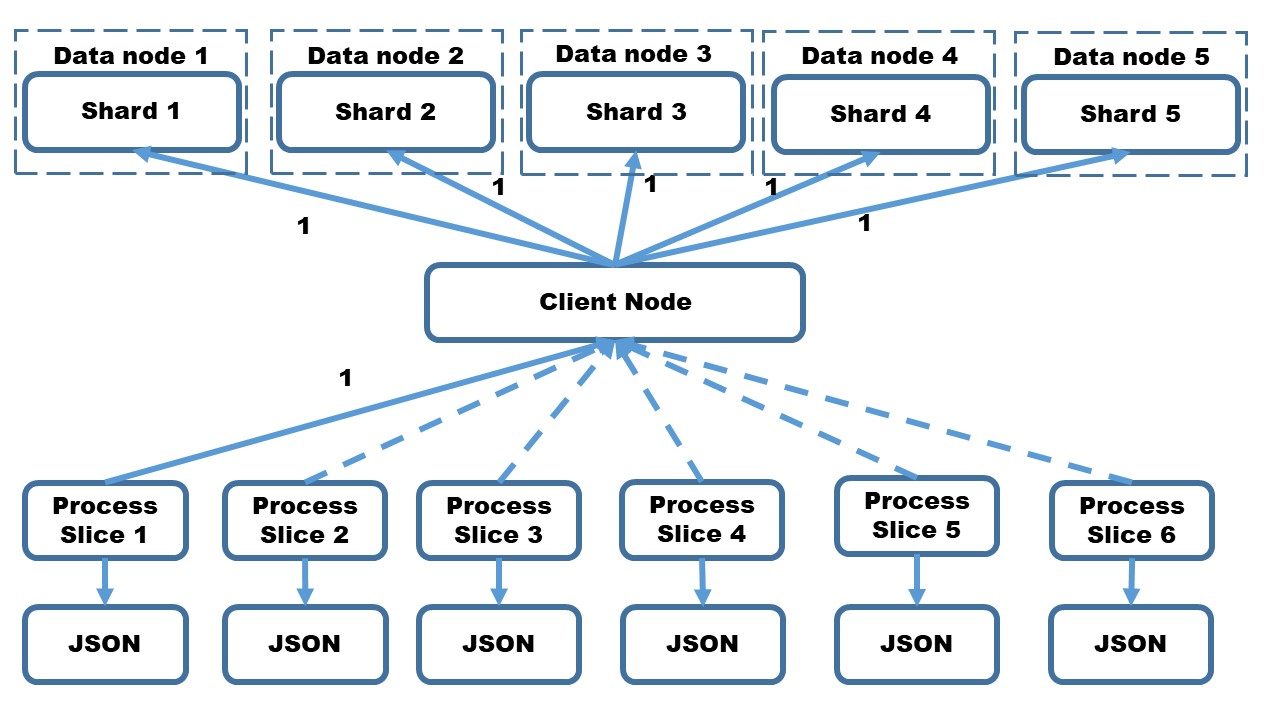 Data node 1
Data node 2
Data node 3
Data node 4
Data node 5
Shard 1
Shard 2
Shard 3
Shard 4
Shard 5
1
1
1
1
1
Client Node
1
Process
Slice 1
Process
Slice 2
Process
Slice 3
Process
Slice 4
Process
Slice 5
Process
Slice 6
JSON
JSON
JSON
JSON
JSON
JSON